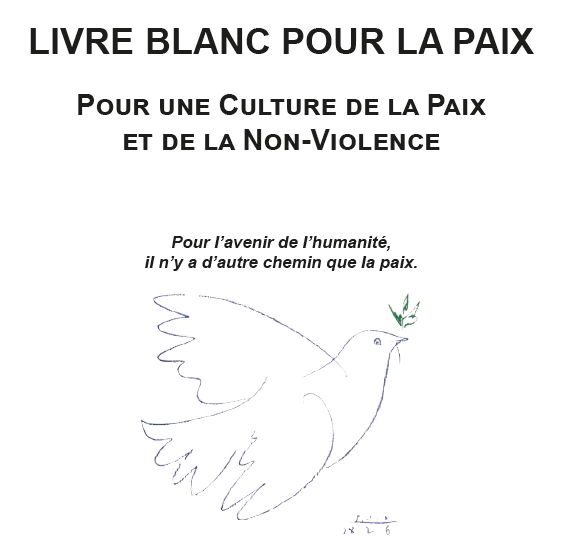 LIVRE BLANC POUR LA PAIX
POUR UNE CULTURE DE LA PAIX
ET DE LA NON-VIOLENCE
Pour l’avenir de l’humanité,
il n’y a d’autre chemin que la paix.